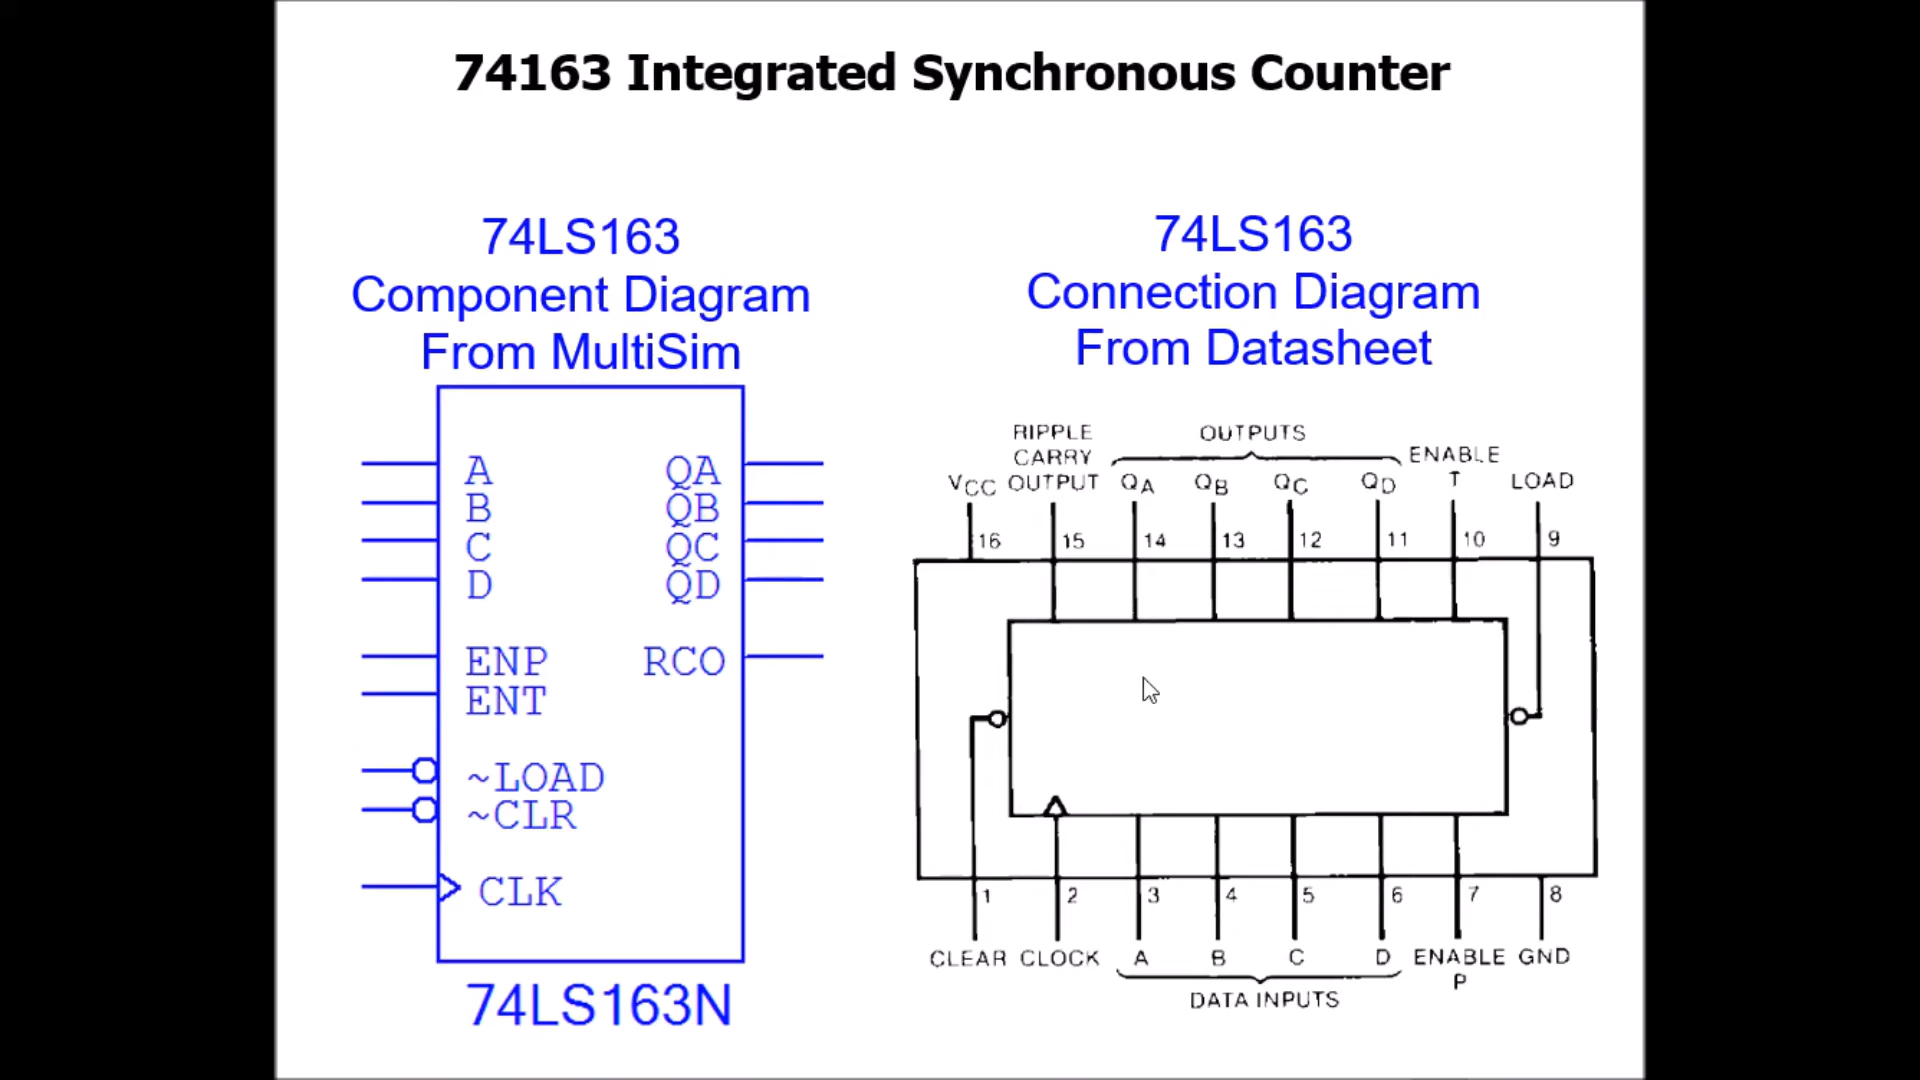 74163 Integrated Synchronous Counter
74LS163
Component Diagram
From MultiSim
A QA
B QB
C QC
D QD
ENP RCO
ENT
~LOAD
~CLR
CLK
74LS163N
74LS163
Connection Diagram
From Datasheet
RIPPLE
CARRY
OUTPUT
OUTPUTS
ENABLE
T
VCC QA QB QC QD LOAD
16 15 14 13 12 11 10 9
1 2 3 4 5 6 7 8
CLEAR CLOCK A B C D ENABLE GND
P
DATA INPUTS